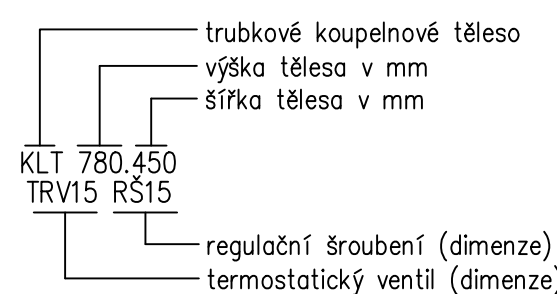 trubkové koupelnové těleso
výška tělesa v mm
šířka tělesa v mm
KLT 780.450
TRV15 RŠ15
regulační šroubení (dimenze)
termostatický ventil (dimenze)